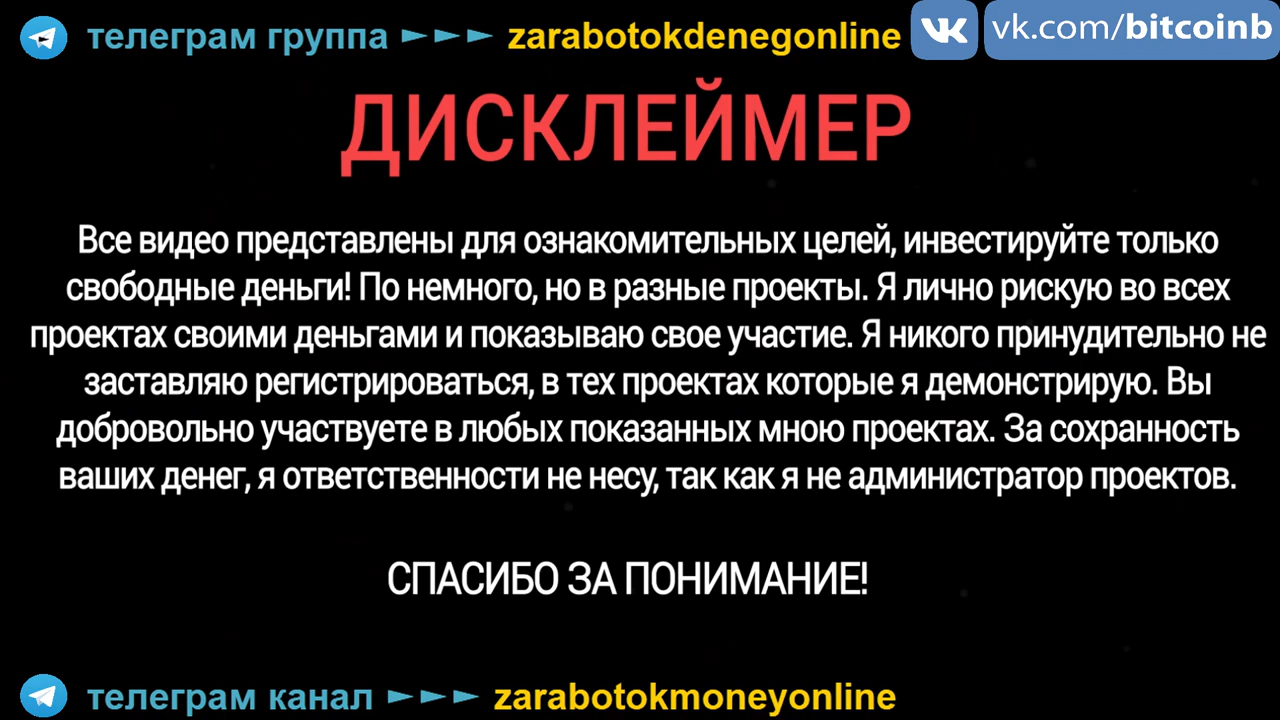 телеграм группа ►►► zarabotokdenegonline
vk.com/bitcoinb
ДИСКЛЕЙМЕР
Все видео представлены для ознакомительных целей, инвестируйте только
свободные деньги! По немного, но в разные проекты. Я лично рискую во всех
проектах своими деньгами и показываю свое участие. Я никого принудительно не
заставляю регистрироваться, в тех проектах которые я демонстрирую. Вы
добровольно участвуете в любых показанных мною проектах. За сохранность
ваших денег, я ответственности не несу, так как я не администратор проектов.
СПАСИБО ЗА ПОНИМАНИЕ!
телеграм канал ►►► zarabotokmoneyonline